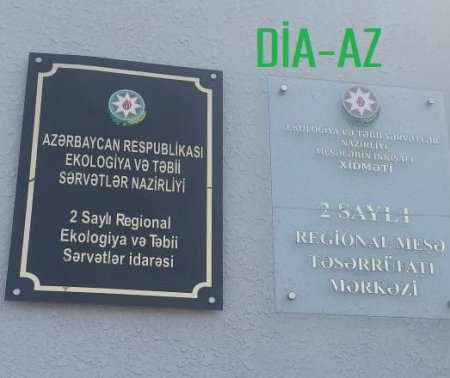 DİA-AZ
AZƏRBAYCAN RESPUBLİKASI
EKOLOGİYA VƏ TƏBİİ
SƏRVƏTLƏR NAZİRLİYİ
2 Saylı Regional
Ekologiya və Təbii
Sərvətlər idarəsi
EKOLOGİYA VƏ TƏBİİ SƏRVƏTLƏR
NAZİRLİYİ
MEŞƏLƏRİN İNKİŞAFI
XİDMƏTİ
2 SAYLI
REGIONAL MEŞƏ
TƏSƏRRÜFATI
MƏRKƏZİ